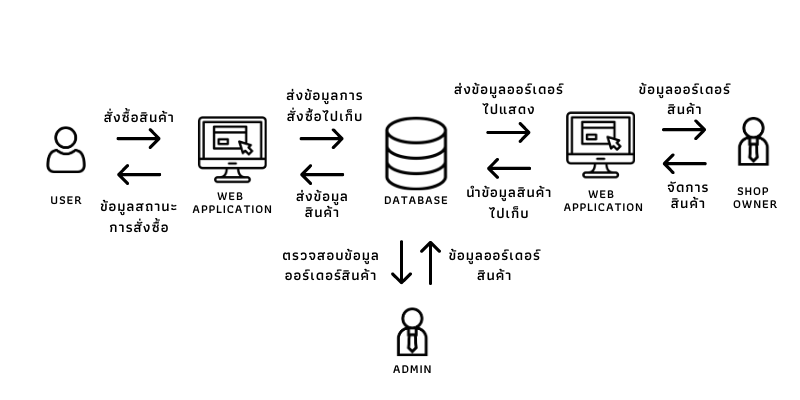 สั่งซื้อสินค้า
ข้อมูลสถานะ
การสั่งซื้อ
USER
WEB
APPLICATION
ส่งข้อมูลการ
สั่งซื้อไปเก็บ
ส่งข้อมูล
สินค้า
DATABASE
ส่งข้อมูลออร์เดอร์
ไปแสดง
นำข้อมูลสินค้า
ไปเก็บ
WEB
APPLICATION
ข้อมูลออร์เดอร์
สินค้า
จัดการ
สินค้า
SHOP
OWNER
ตรวจสอบข้อมูล
ออร์เดอร์สินค้า
ข้อมูลออร์เดอร์
สินค้า
ADMIN